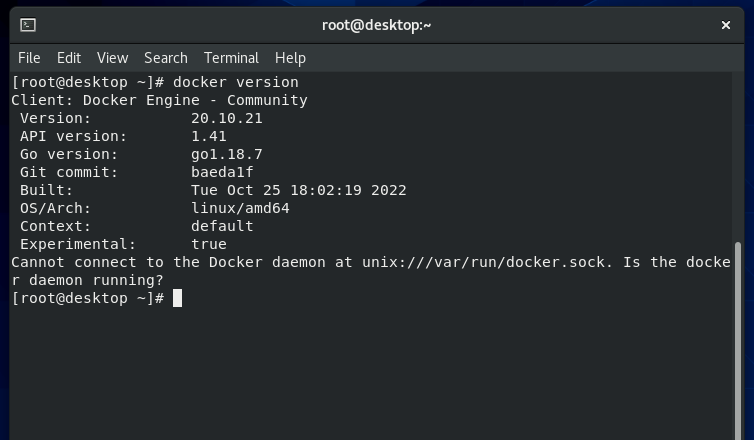 root@desktop:~
File Edit View Search Terminal Help
[root@desktop ~]# docker version
Client: Docker Engine - Community
 Version:           20.10.21
 API version:       1.41
 Go version:        go1.18.7
 Git commit:        baeda1f
 Built:             Tue Oct 25 18:02:19 2022
 OS/Arch:           linux/amd64
 Context:           default
 Experimental:      true
Cannot connect to the Docker daemon at unix:///var/run/docker.sock. Is the docke
r daemon running?
[root@desktop ~]#